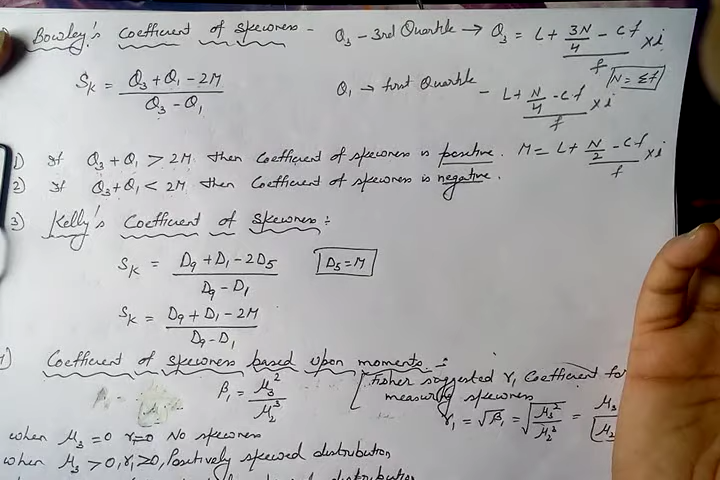 Bowley's Coefficient of skewness - Q₃ - 3rd Quartile → Q₃ = L + (3N/4 - cf)/f × i
Sₖ = (Q₃ + Q₁ - 2M)/(Q₃ - Q₁)
Q₁ → first Quartile - L + (N/4 - cf)/f × i
N = Σf
1) If Q₃ + Q₁ > 2M then Coefficient of skewness is positive. M = L + (N/2 - cf)/f × i
2) If Q₃ + Q₁ < 2M then Coefficient of skewness is negative.
3) Kelly's Coefficient of Skewness :
Sₖ = (D₉ + D₁ - 2D₅)/(D₉ - D₁) D₅ = M
Sₖ = (D₉ + D₁ - 2M)/(D₉ - D₁)
Coefficient of skewness based upon moments :-
β₁ = μ₃²/μ₂³
fisher suggested γ₁ Coefficient for
measuring skewness
γ₁ = √β₁ = √(μ₃²/μ₂³) = μ₃
when μ₃ = 0 γ₁=0 No skewness
when μ₃ > 0, γ₁ > 0, Positively skewed distribution
distribution